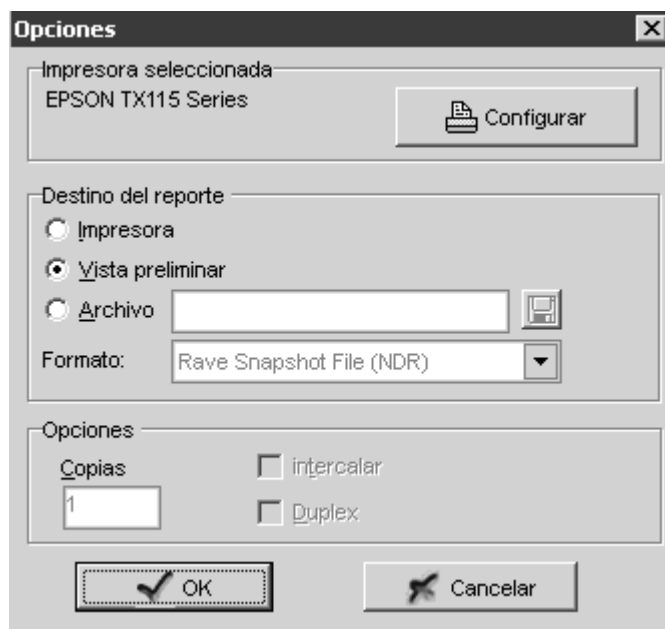 Opciones
Impresora seleccionada
EPSON TX115 Series
Configurar
Destino del reporte
Impresora
Vista preliminar
Archivo
Formato: Rave Snapshot File (NDR)
Opciones
Copias intercalar
1
Duplex
OK Cancelar